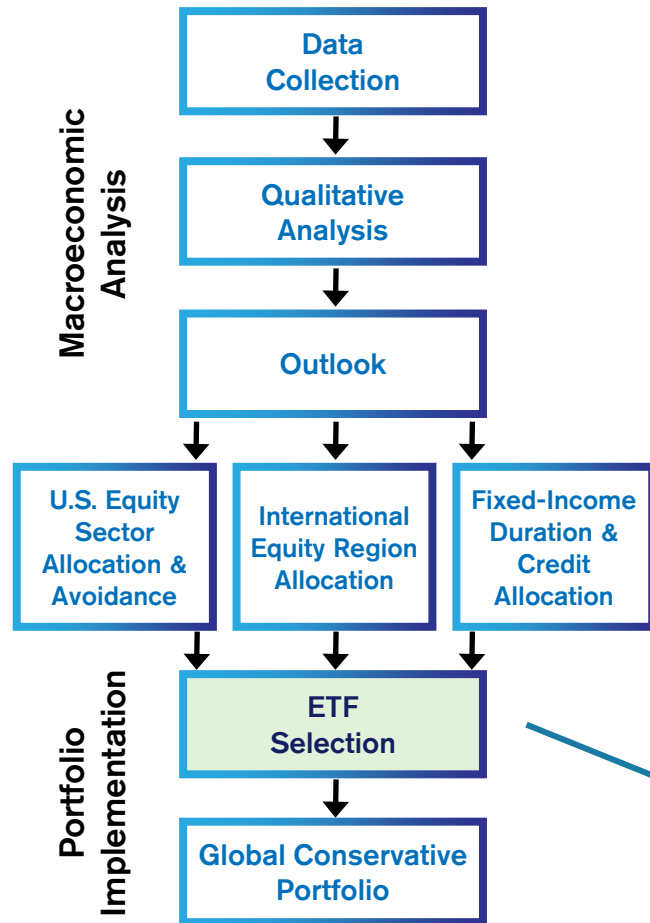 Macroeconomic
Analysis
Data
Collection
Qualitative
Analysis
Outlook
U.S. Equity
Sector
Allocation &
Avoidance
International
Equity Region
Allocation
Fixed-Income
Duration &
Credit
Allocation
Portfolio
Implementation
ETF
Selection
Global Conservative
Portfolio